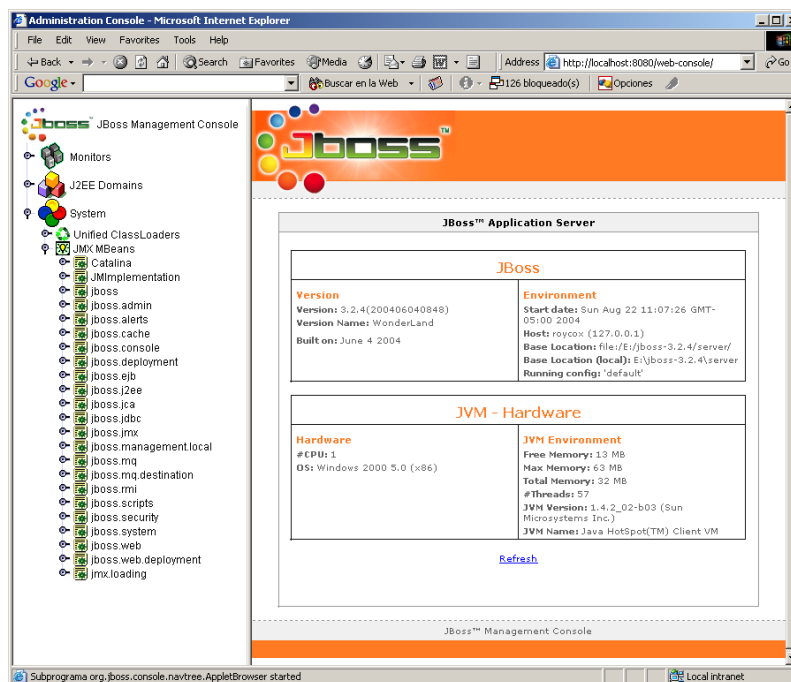 Administration Console - Microsoft Internet Explorer
File Edit View Favorites Tools Help
Back Search Favorites Media Address http://localhost:8080/web-console/ Go
Google Buscar en la Web 126 bloqueado(s) Opciones
Jboss JBoss Management Console
Monitors
J2EE Domains
System
Unified ClassLoaders
JMX MBeans
Catalina
JMImplementation
jboss
jboss.admin
jboss.alerts
jboss.cache
jboss.console
jboss.deployment
jboss.ejb
jboss.j2ee
jboss.jca
jboss.jdbc
jboss.jmx
jboss.management.local
jboss.mq
jboss.mq.destination
jboss.rmi
jboss.scripts
jboss.security
jboss.system
jboss.web
jboss.web.deployment
jmx.loading
Jboss TM
JBoss™ Application Server
JBoss
Version
Version: 3.2.4(200406040848)
Version Name: WonderLand
Built on: June 4 2004
Environment
Start date: Sun Aug 22 11:07:26 GMT-
05:00 2004
Host: roycox (127.0.0.1)
Base Location: file:/E:/jboss-3.2.4/server/
Base Location (local): E:\jboss-3.2.4\server
Running config: 'default'
JVM - Hardware
Hardware
#CPU: 1
OS: Windows 2000 5.0 (x86)
JVM Environment
Free Memory: 13 MB
Max Memory: 63 MB
Total Memory: 32 MB
#Threads: 57
JVM Version: 1.4.2_02-b03 (Sun
Microsystems Inc.)
JVM Name: Java HotSpot(TM) Client VM
Refresh
JBoss™ Management Console
Subprograma org.jboss.console.navtree.AppletBrowser started
Local intranet